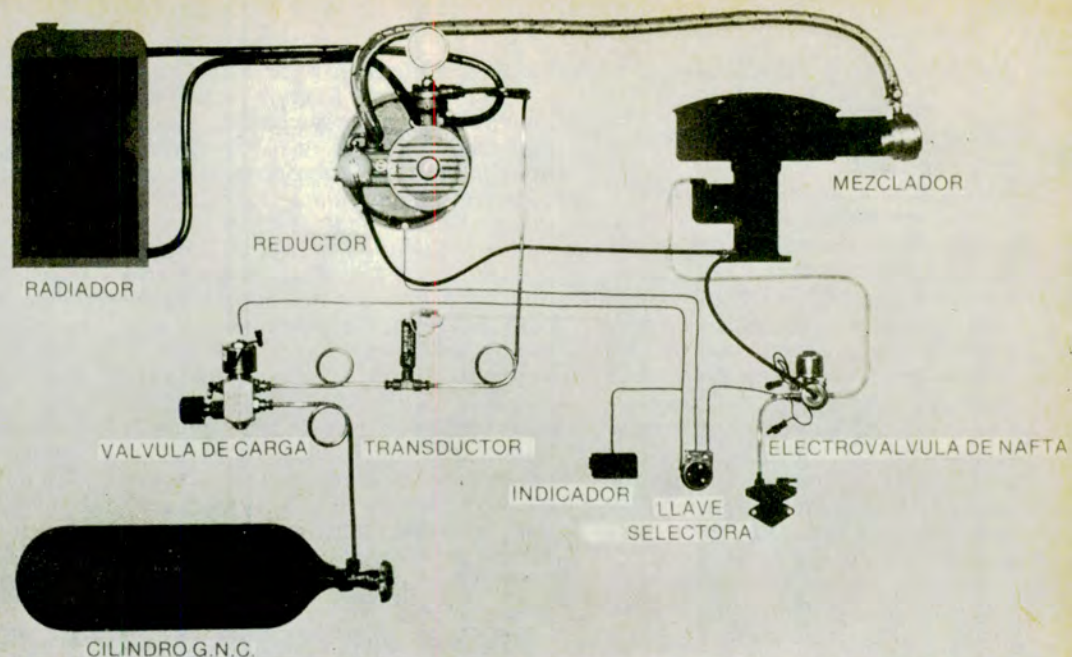 RADIADOR
REDUCTOR
MEZCLADOR
VALVULA DE CARGA
TRANSDUCTOR
INDICADOR
LLAVE
SELECTORA
ELECTROVALVULA DE NAFTA
CILINDRO G.N.C.